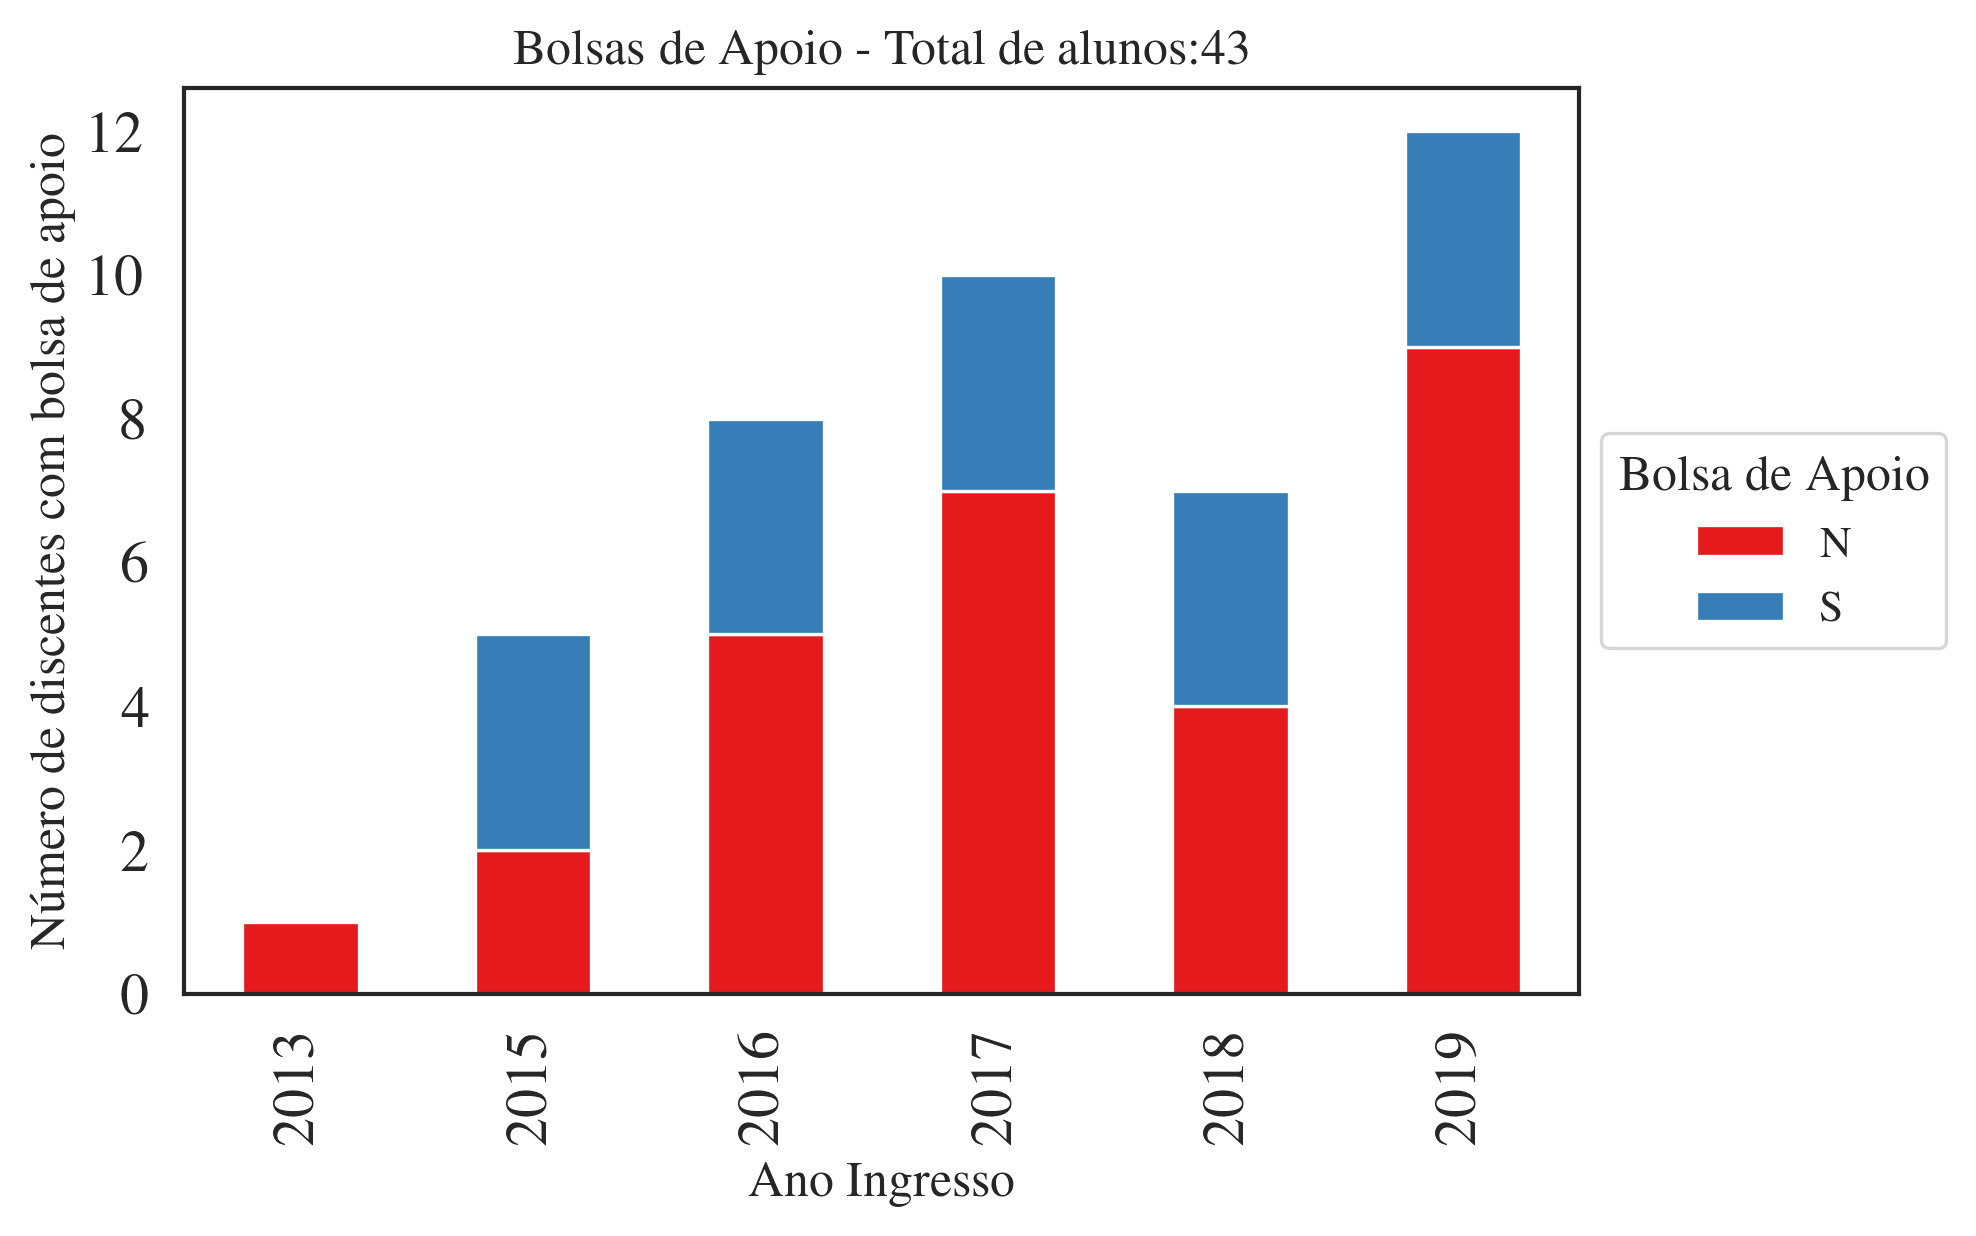 Bolsas de Apoio - Total de alunos:43
Número de discentes com bolsa de apoio
12
10
8
6
4
2
0
2013
2015
2016
2017
2018
2019
Ano Ingresso
Bolsa de Apoio
N
S